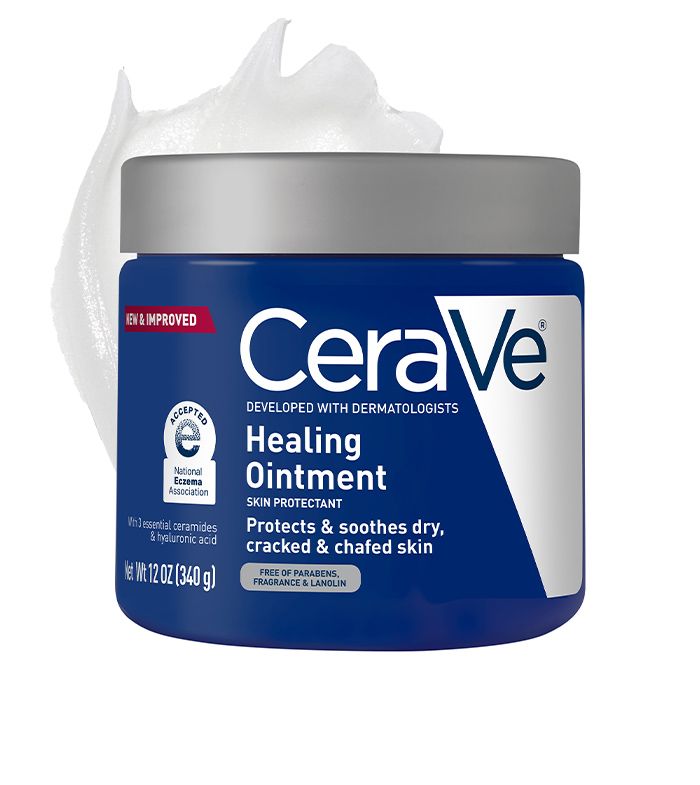 NEW & IMPROVED
CeraVe®
DEVELOPED WITH DERMATOLOGISTS
Healing
Ointment
SKIN PROTECTANT
Protects & soothes dry,
cracked & chafed skin
FREE OF PARABENS,
FRAGRANCE & LANOLIN
ACCEPTED
e
National
Eczema
Association
With 3 essential ceramides
& hyaluronic acid
Net Wt 12 OZ (340 g)